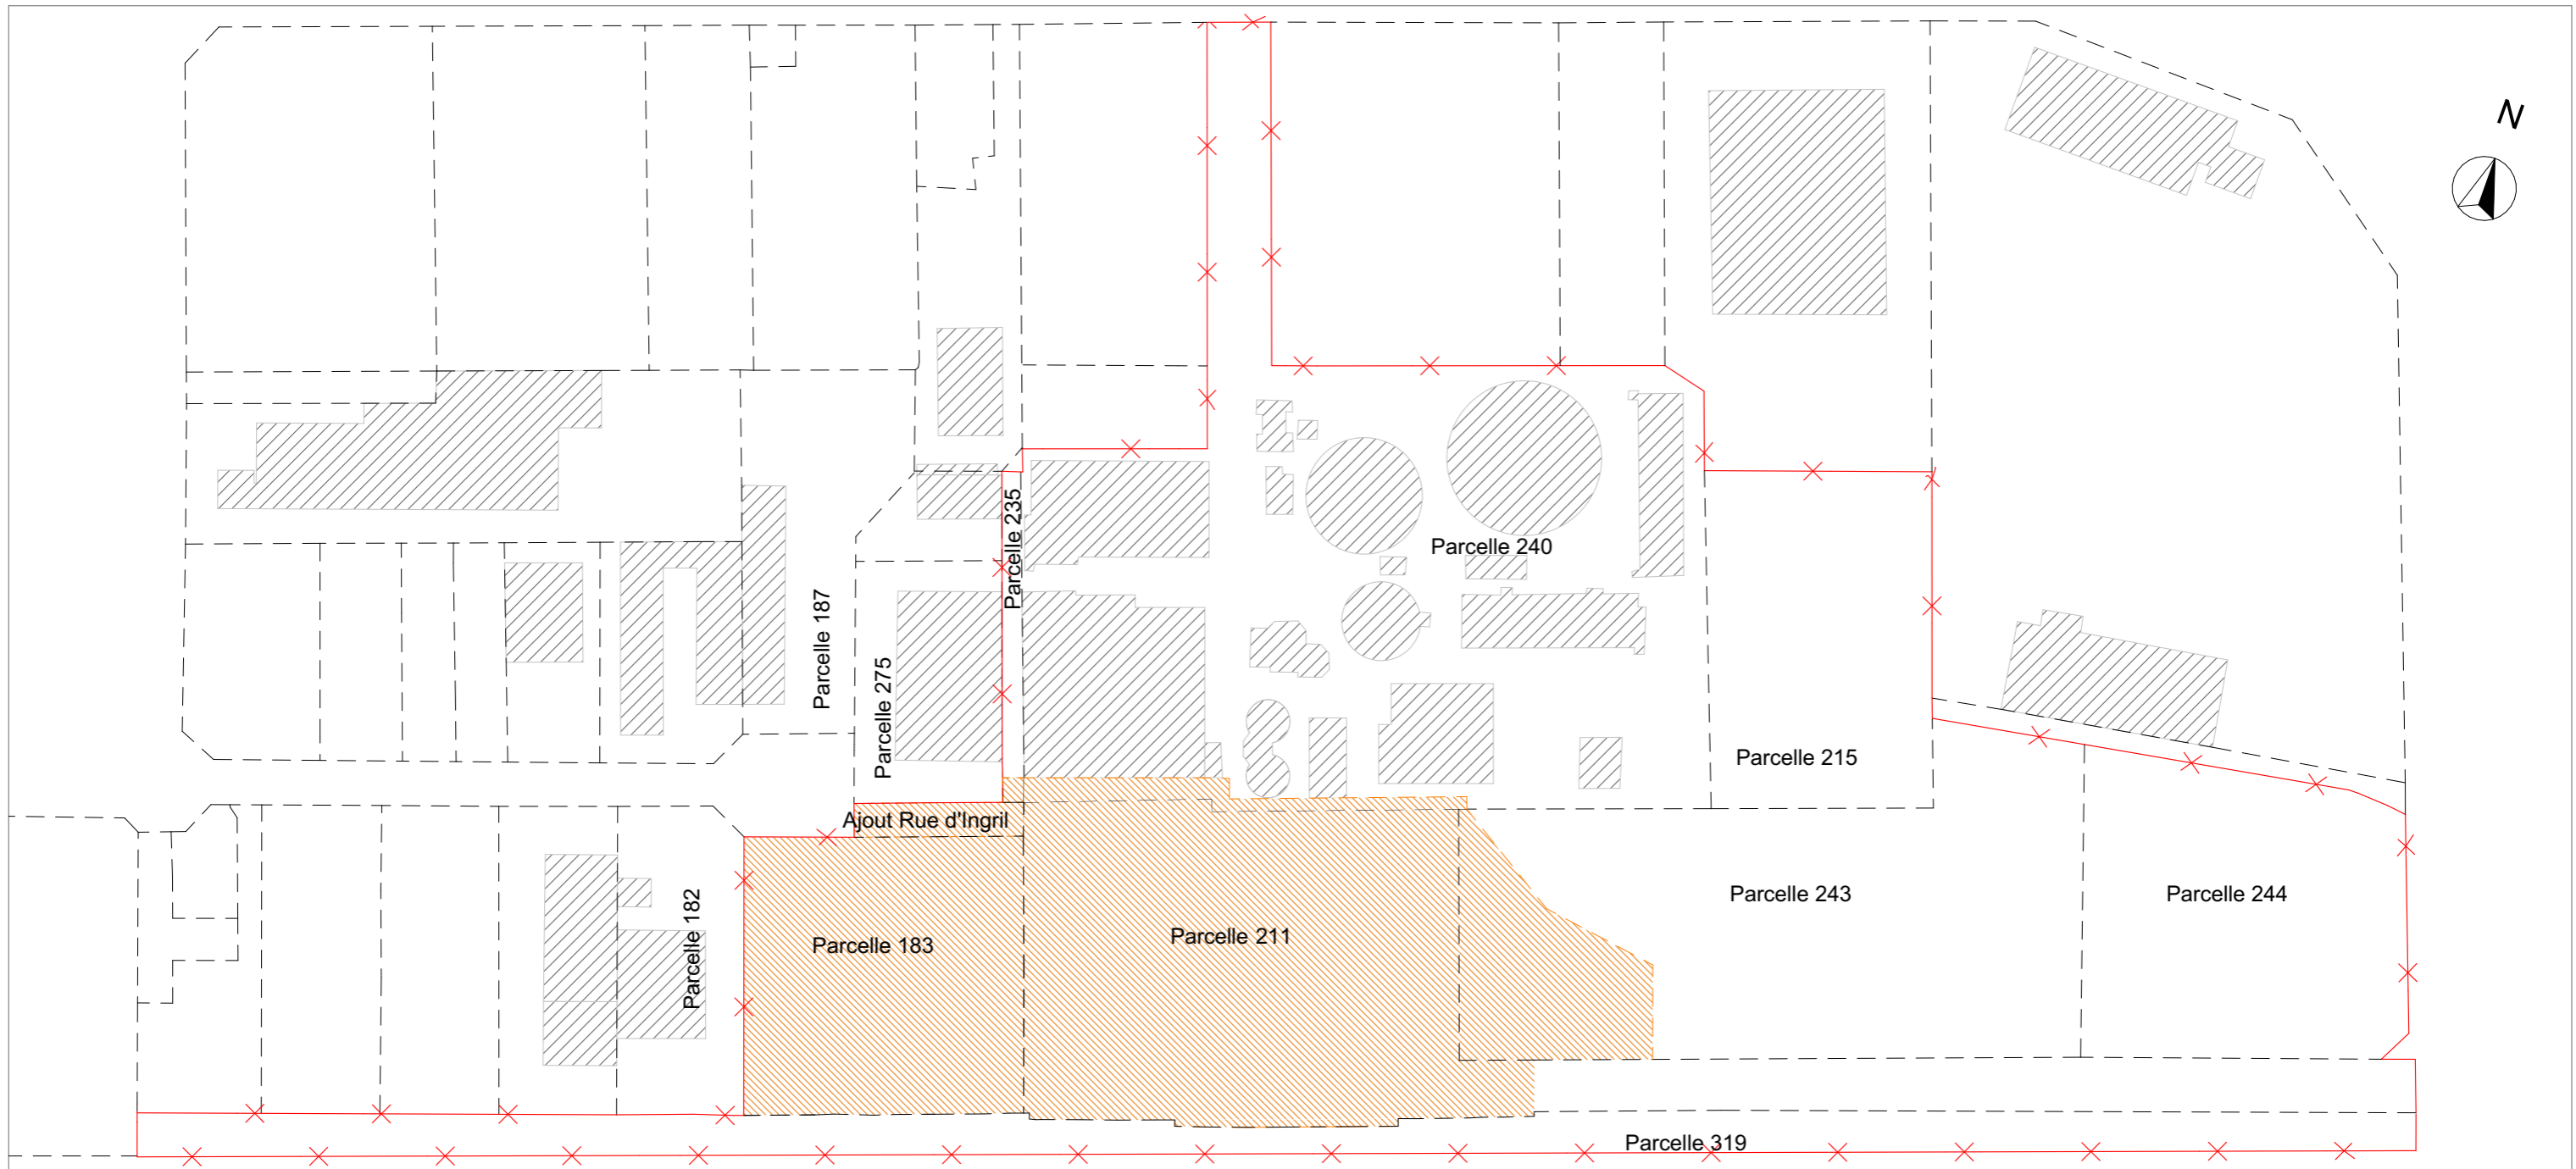 N
Parcelle 235
Parcelle 240
Parcelle 187
Parcelle 275
Parcelle 215
Ajout Rue d'Ingril
Parcelle 182
Parcelle 183
Parcelle 211
Parcelle 243
Parcelle 244
Parcelle 319